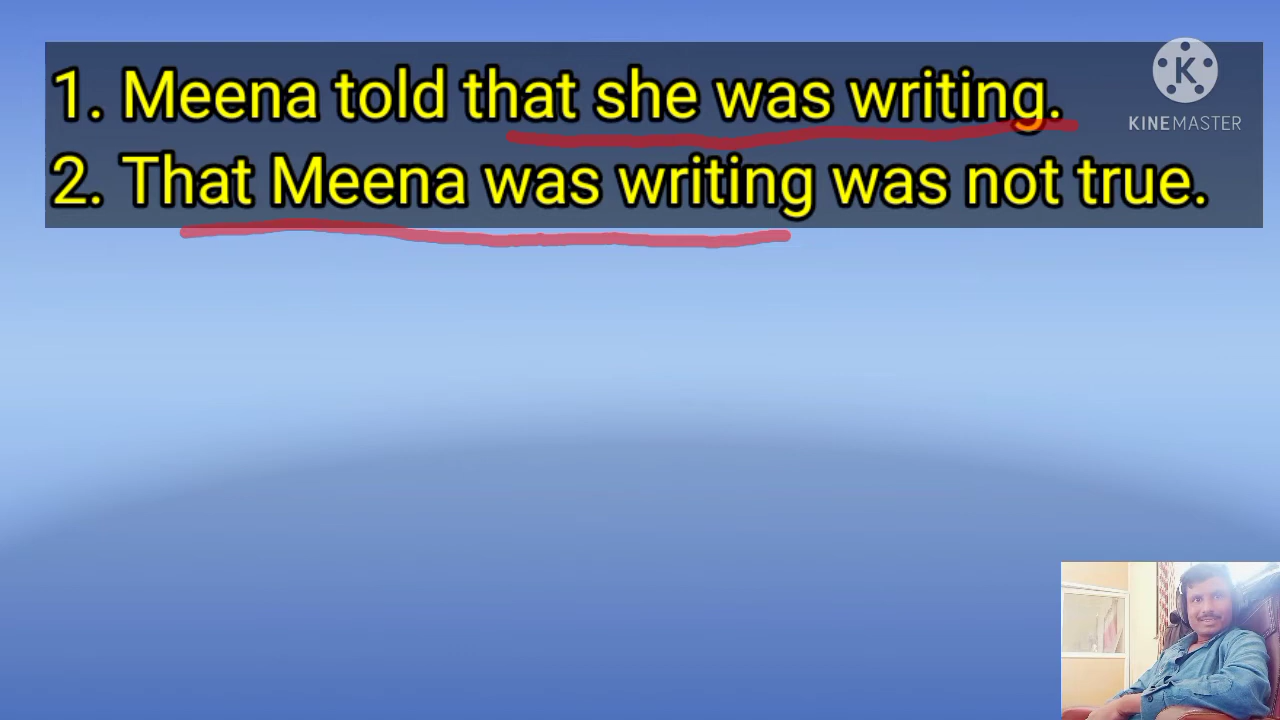 1. Meena told that she was writing.
2. That Meena was writing was not true.
K
KINEMASTER